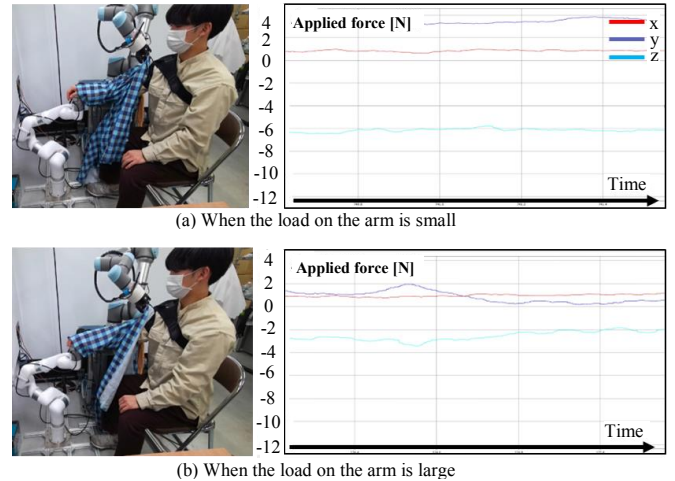 Applied force [N]
x
y
z
4
2
0
-2
-4
-6
-8
-10
-12
Time
(a) When the load on the arm is small
Applied force [N]
4
2
0
-2
-4
-6
-8
-10
-12
Time
(b) When the load on the arm is large